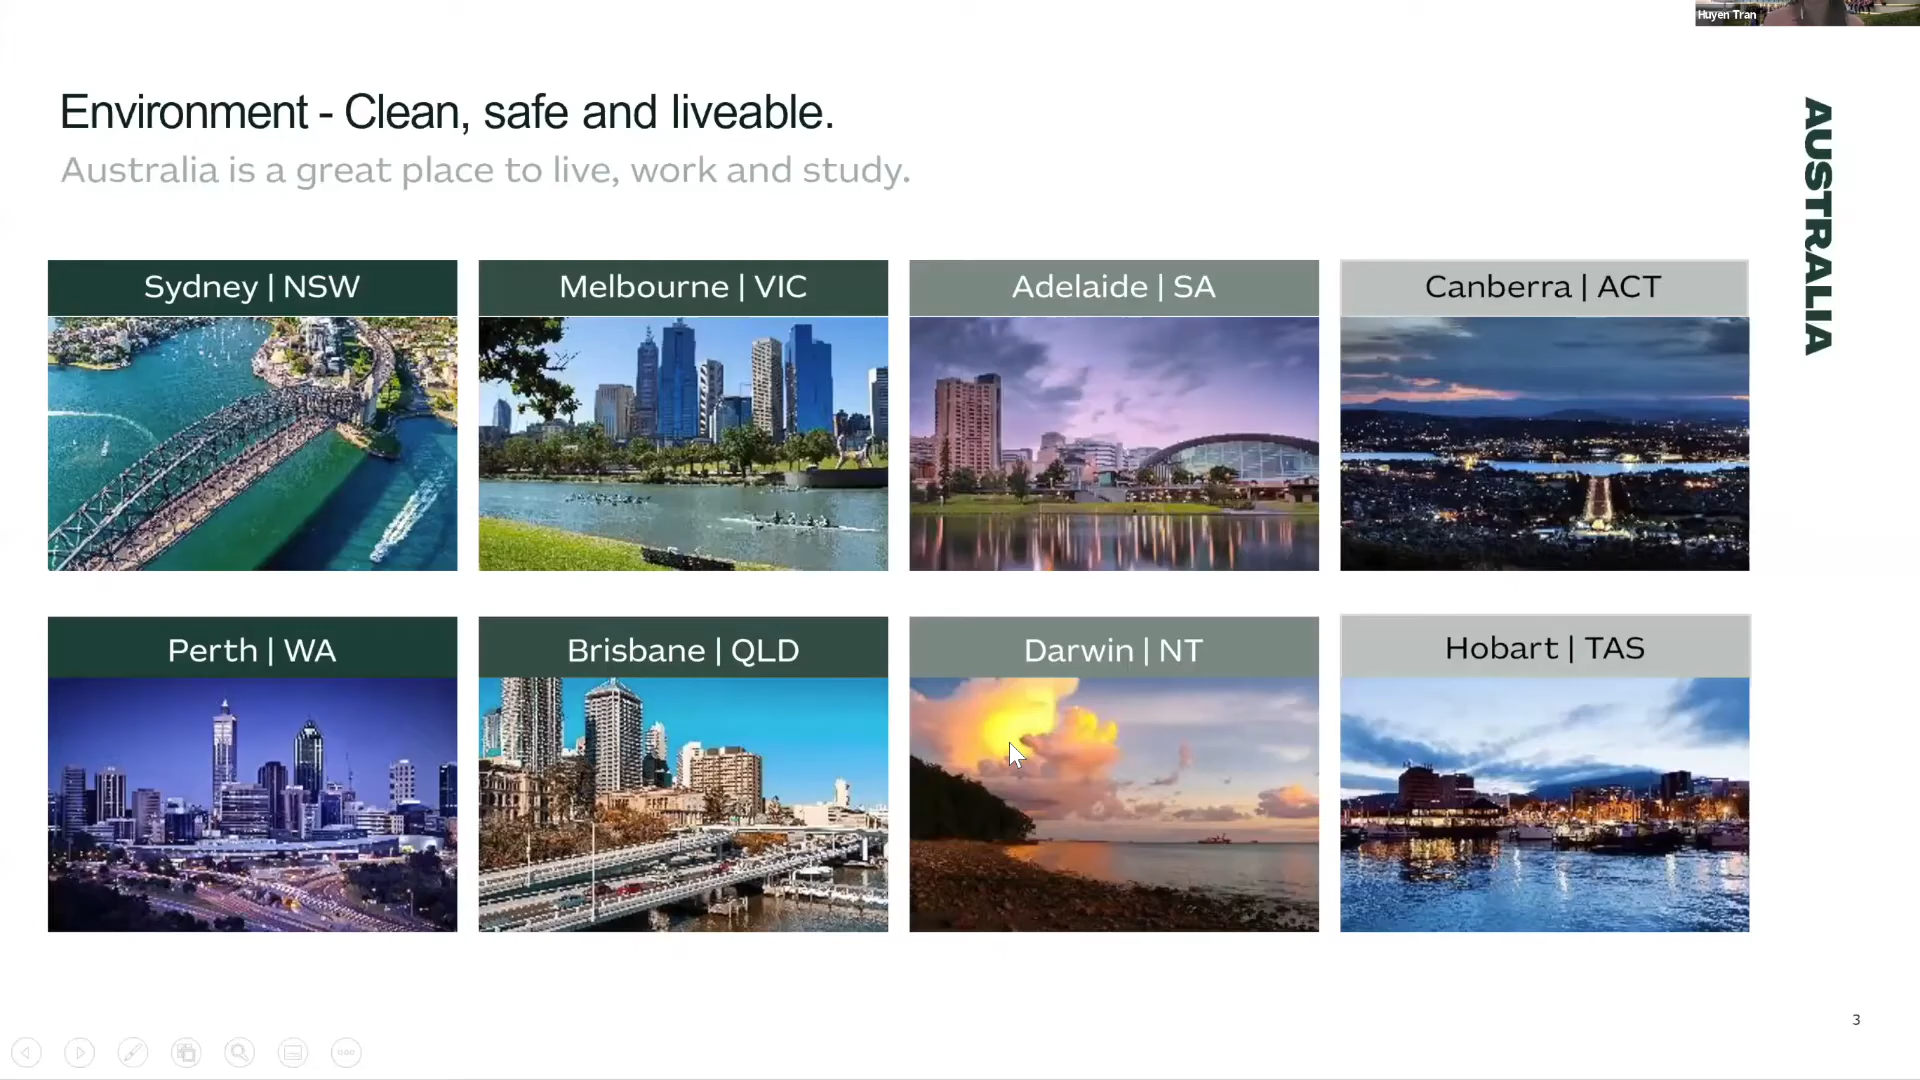 Huyen Tran
Environment - Clean, safe and liveable.
Australia is a great place to live, work and study.
AUSTRALIA
Sydney | NSW
Melbourne | VIC
Adelaide | SA
Canberra | ACT
Perth | WA
Brisbane | QLD
Darwin | NT
Hobart | TAS
3